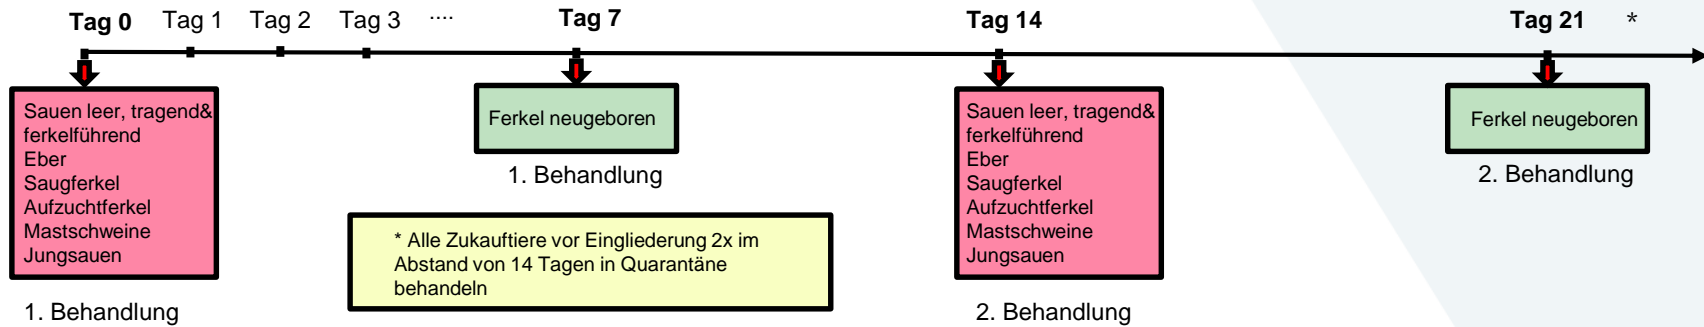 Tag 0 Tag 1 Tag 2 Tag 3 .... Tag 7 Tag 14 Tag 21 *
Sauen leer, tragend&
ferkelführend
Eber
Saugferkel
Aufzuchtferkel
Mastschweine
Jungsauen
1. Behandlung
Ferkel neugeboren
1. Behandlung
* Alle Zukauftiere vor Eingliederung 2x im
Abstand von 14 Tagen in Quarantäne
behandeln
Sauen leer, tragend&
ferkelführend
Eber
Saugferkel
Aufzuchtferkel
Mastschweine
Jungsauen
2. Behandlung
Ferkel neugeboren
2. Behandlung